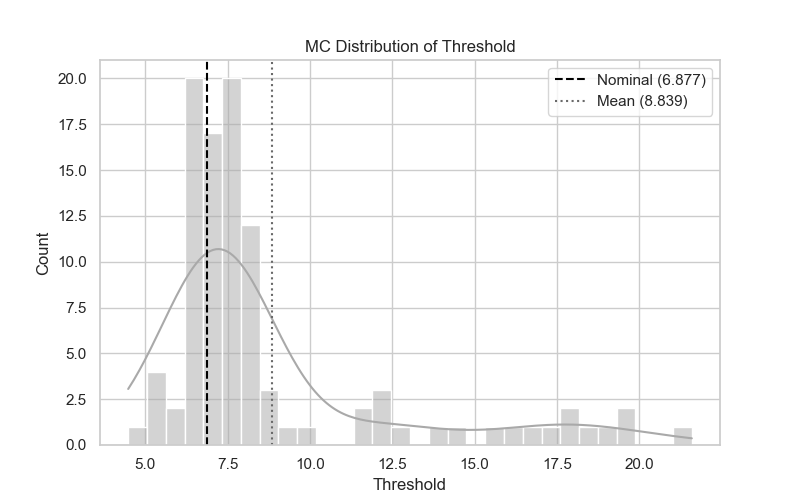 MC Distribution of Threshold
Nominal (6.877)
Mean (8.839)
20.0
17.5
15.0
12.5
10.0
7.5
5.0
2.5
0.0
Count
5.0 7.5 10.0 12.5 15.0 17.5 20.0
Threshold